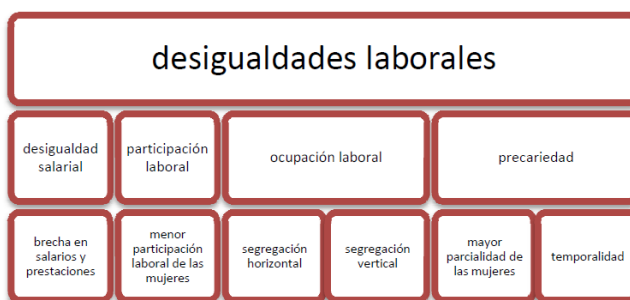 desigualdades laborales
desigualdad
salarial
participación
laboral
ocupación laboral
precariedad
brecha en
salarios y
prestaciones
menor
participación
laboral de las
mujeres
segregación
horizontal
segregación
vertical
mayor
parcialidad de
las mujeres
temporalidad